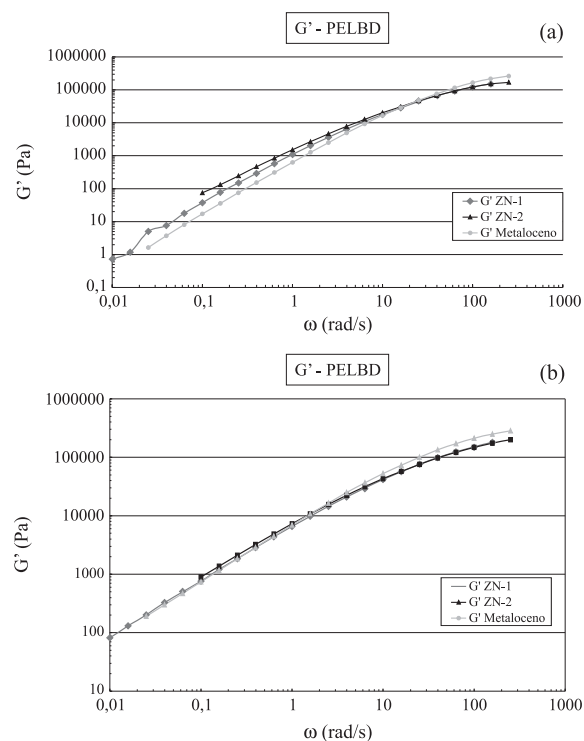 G' - PELBD
(a)
1000000
100000
10000
1000
100
10
1
0,1
G' (Pa)
G' ZN-1
G' ZN-2
G' Metaloceno
0,01 0,1 1 10 100 1000
ω (rad/s)
G' - PELBD
(b)
1000000
100000
10000
1000
100
10
G' (Pa)
G' ZN-1
G' ZN-2
G' Metaloceno
0,01 0,1 1 10 100 1000
ω (rad/s)